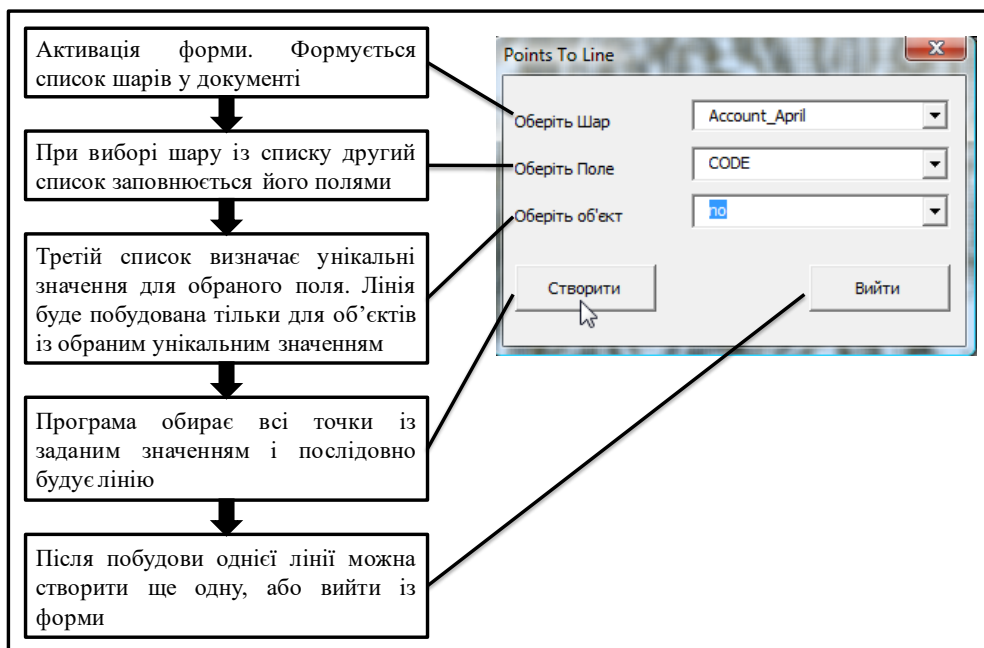 Активація форми. Формується
список шарів у документі
При виборі шару із списку другий
список заповнюється його полями
Третій список визначає унікальні
значення для обраного поля. Лінія
буде побудована тільки для об’єктів
із обраним унікальним значенням
Програма обирає всі точки із
заданим значенням і послідовно
будує лінію
Після побудови однієї лінії можна
створити ще одну, або вийти із
форми
Points To Line
Оберіть Шар
Account_April
Оберіть Поле
CODE
Оберіть об'єкт
no
Створити
Вийти